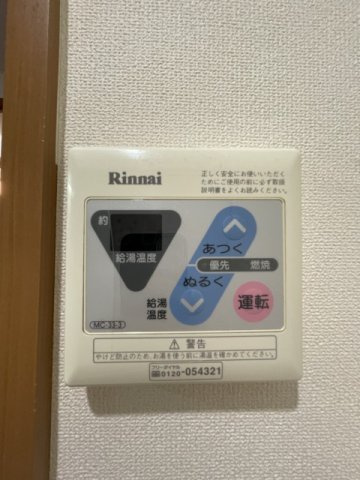 Rinnai
正しく安全にお使いいただく
ためにご使用の前に必ず取扱
説明書をよくお読みください。
約
給湯温度
あつく
優先 燃焼
ぬるく
給湯
温度
運転
MC-33-3
警告
やけど防止のため、お湯を使う前に湯温を確かめてください。
フリーダイヤル
0120-054321